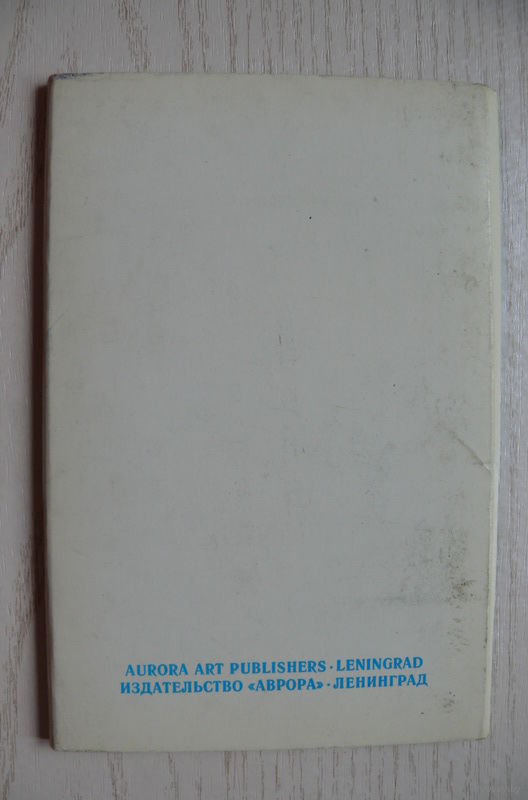 AURORA ART PUBLISHERS · LENINGRAD
ИЗДАТЕЛЬСТВО «АВРОРА» · ЛЕНИНГРАД